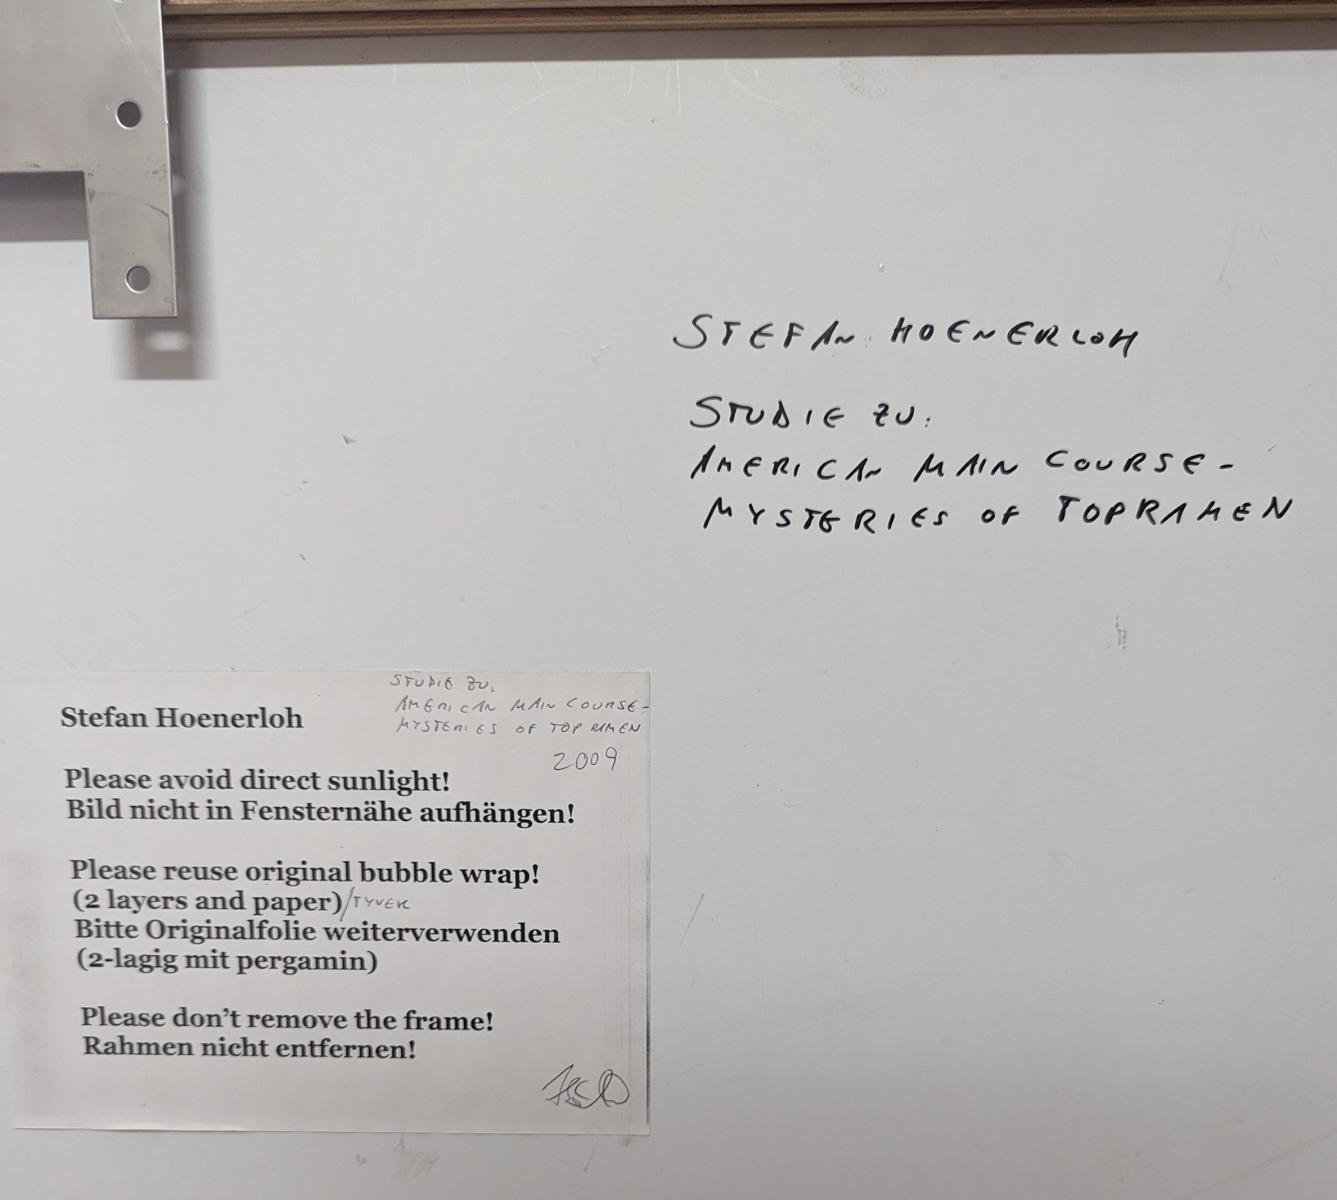 STEFAN HOENERLOH
STUDIE ZU:
AMERICAN MAIN COURSE-
MYSTERIES OF TOPRAMEN
STUDIE ZU:
AMERICAN MAIN COURSE-
MYSTERIES OF TOP RAMEN
2009
Stefan Hoenerloh
Please avoid direct sunlight!
Bild nicht in Fensternähe aufhängen!
Please reuse original bubble wrap!
(2 layers and paper)/TYVEK
Bitte Originalfolie weiterverwenden
(2-lagig mit pergamin)
Please don't remove the frame!
Rahmen nicht entfernen!